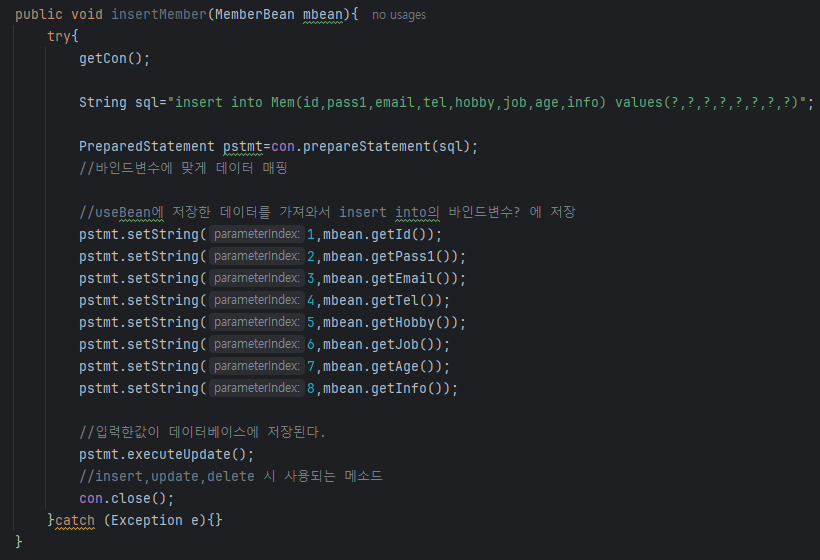 public void insertMember(MemberBean mbean){ no usages
try{
getCon();
String sql="insert into Mem(id,pass1,email,tel,hobby,job,age,info) values(?,?,?,?,?,?,?,?)";
PreparedStatement pstmt=con.prepareStatement(sql);
//바인드변수에 맞게 데이터 매핑
//useBean에 저장한 데이터를 가져와서 insert into의 바인드변수? 에 저장
pstmt.setString( parameterIndex: 1,mbean.getId());
pstmt.setString( parameterIndex: 2,mbean.getPass1());
pstmt.setString( parameterIndex: 3,mbean.getEmail());
pstmt.setString( parameterIndex: 4,mbean.getTel());
pstmt.setString( parameterIndex: 5,mbean.getHobby());
pstmt.setString( parameterIndex: 6,mbean.getJob());
pstmt.setString( parameterIndex: 7,mbean.getAge());
pstmt.setString( parameterIndex: 8,mbean.getInfo());
//입력한값이 데이터베이스에 저장된다.
pstmt.executeUpdate();
//insert,update,delete 시 사용되는 메소드
con.close();
}catch (Exception e){}
}